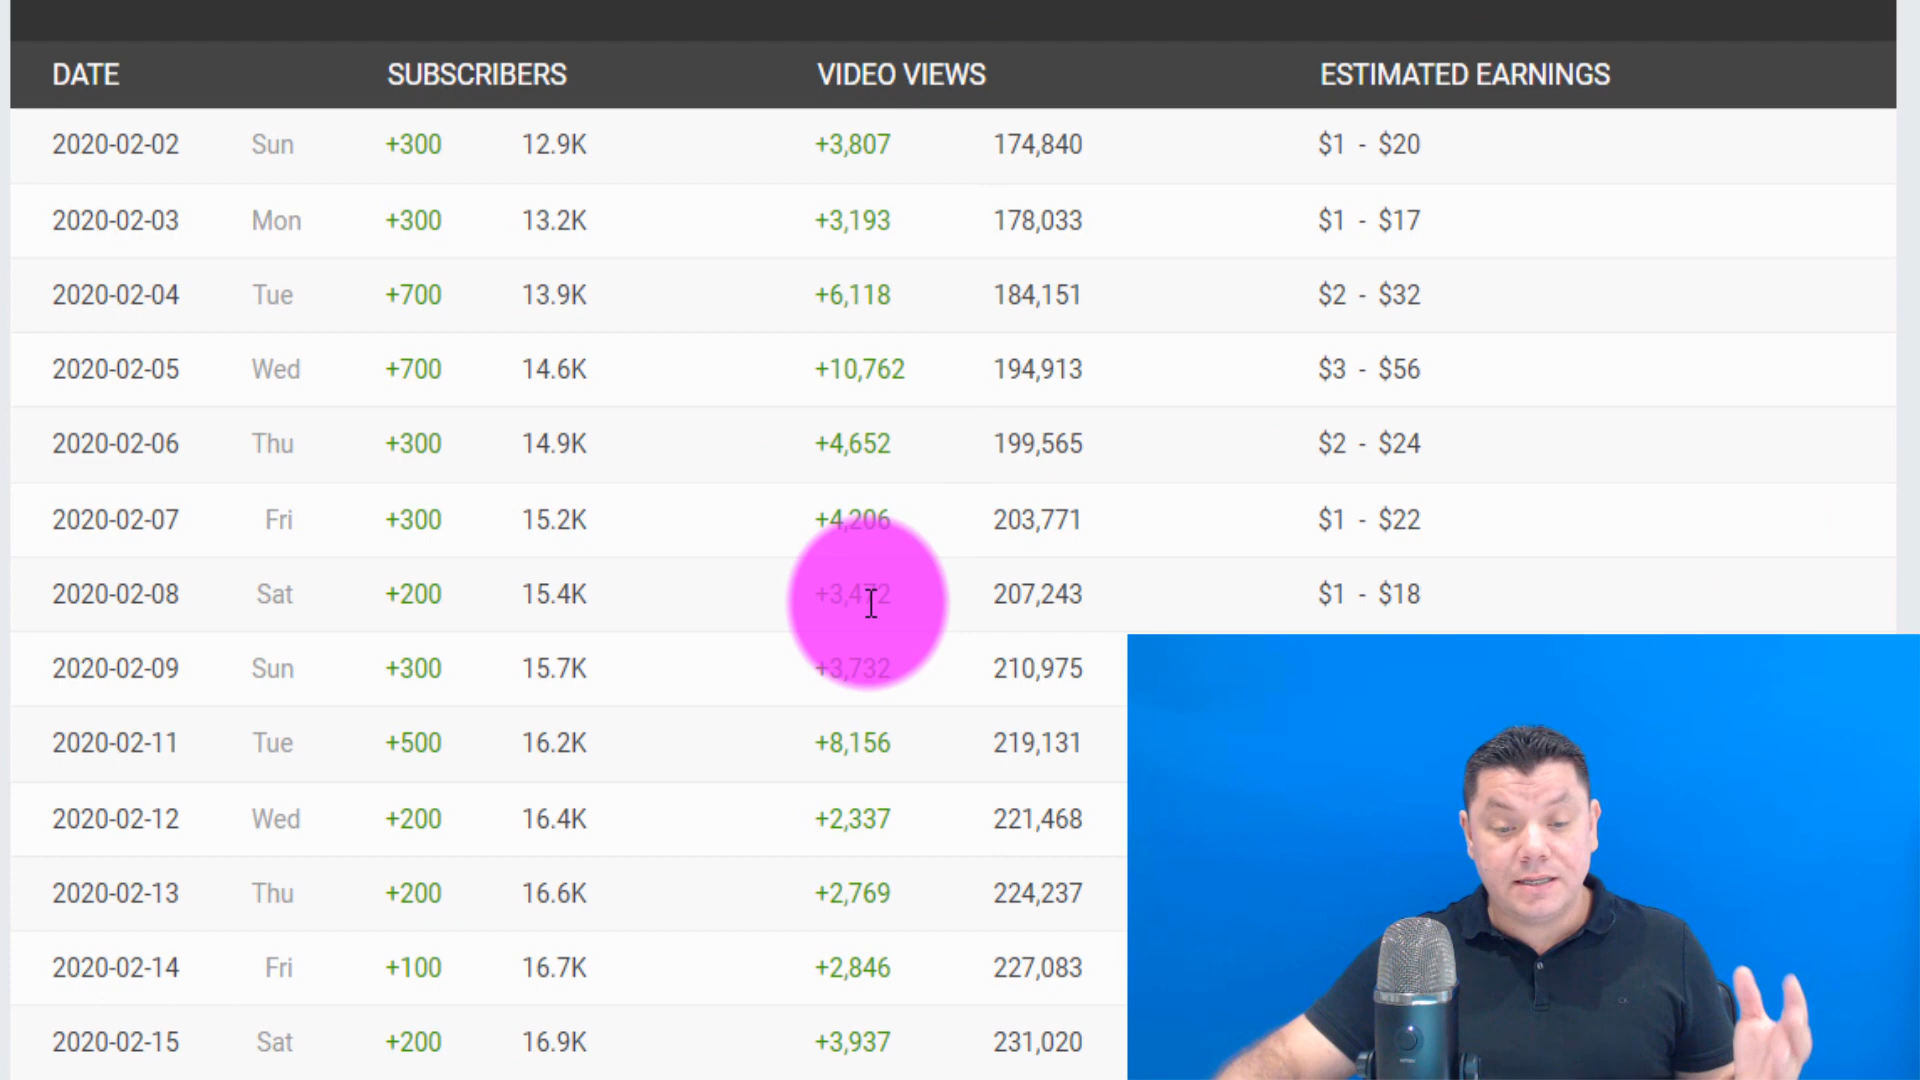 DATE SUBSCRIBERS VIDEO VIEWS ESTIMATED EARNINGS
2020-02-02 Sun +300 12.9K +3,807 174,840 $1 - $20
2020-02-03 Mon +300 13.2K +3,193 178,033 $1 - $17
2020-02-04 Tue +700 13.9K +6,118 184,151 $2 - $32
2020-02-05 Wed +700 14.6K +10,762 194,913 $3 - $56
2020-02-06 Thu +300 14.9K +4,652 199,565 $2 - $24
2020-02-07 Fri +300 15.2K +4,206 203,771 $1 - $22
2020-02-08 Sat +200 15.4K +3,472 207,243 $1 - $18
2020-02-09 Sun +300 15.7K +3,732 210,975
2020-02-11 Tue +500 16.2K +8,156 219,131
2020-02-12 Wed +200 16.4K +2,337 221,468
2020-02-13 Thu +200 16.6K +2,769 224,237
2020-02-14 Fri +100 16.7K +2,846 227,083
2020-02-15 Sat +200 16.9K +3,937 231,020